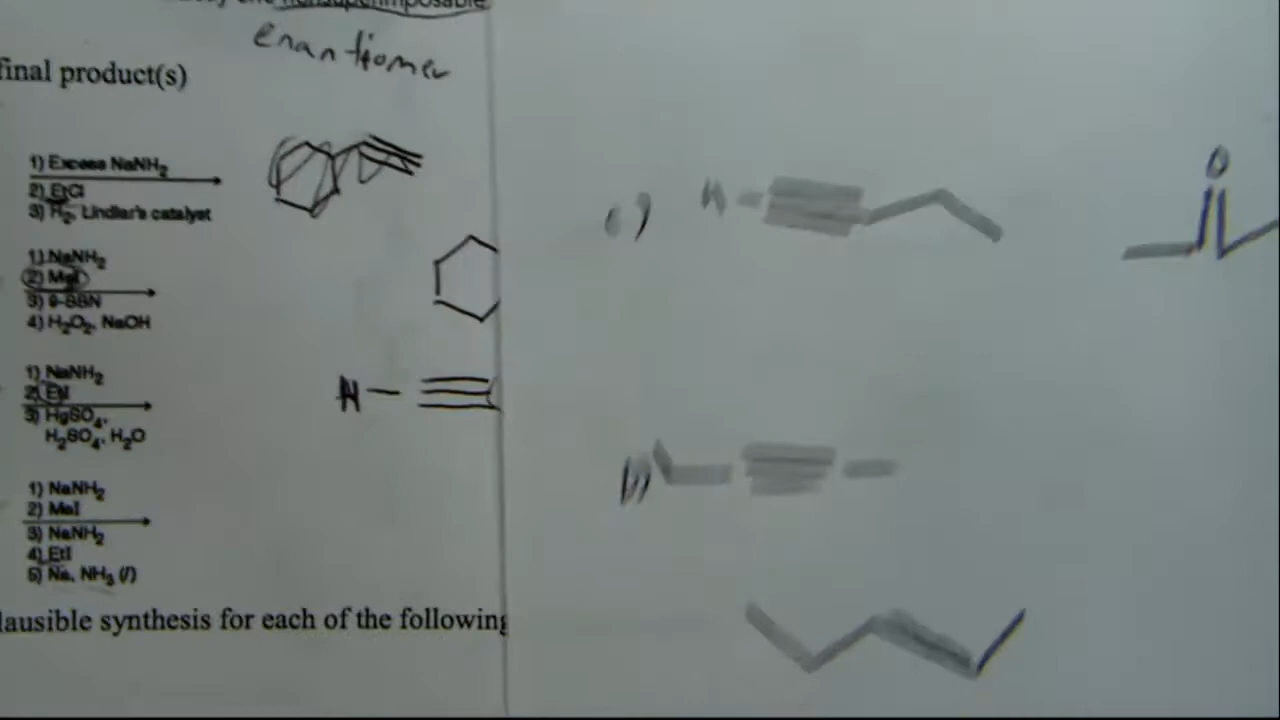 nonsuperimposable
enantiomer
final product(s)
1) Excess NaNH2
2) EtCl
3) H2, Lindlar's catalyst
1) NaNH2
2) MeI
3) 9-BBN
4) H2O2, NaOH
1) NaNH2
2) EtI
3) HgSO4,
H2SO4, H2O
1) NaNH2
2) MeI
3) NaNH2
4) EtI
5) Na, NH3 (l)
lausible synthesis for each of the following
H
c) H
O
b)